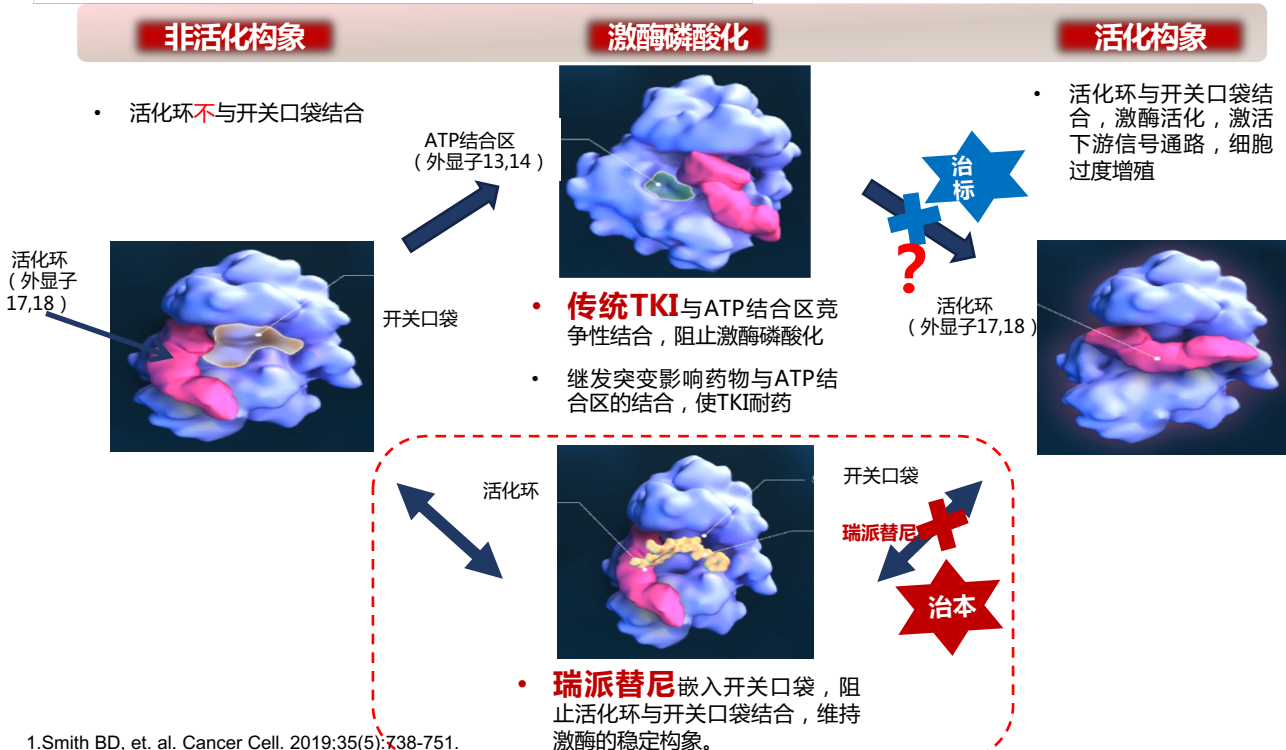 非活化构象
激酶磷酸化
活化构象
• 活化环不与开关口袋结合
ATP结合区
（外显子13,14）
治
标
• 活化环与开关口袋结
合，激酶活化，激活
下游信号通路，细胞
过度增殖
活化环
（外显子
17,18）
开关口袋
?
活化环
（外显子17,18）
• 传统TKI与ATP结合区竞
争性结合，阻止激酶磷酸化
• 继发突变影响药物与ATP结
合区的结合，使TKI耐药
活化环
开关口袋
瑞派替尼
治本
• 瑞派替尼嵌入开关口袋，阻
止活化环与开关口袋结合，维持
激酶的稳定构象。
1.Smith BD, et. al. Cancer Cell. 2019;35(5):738-751.